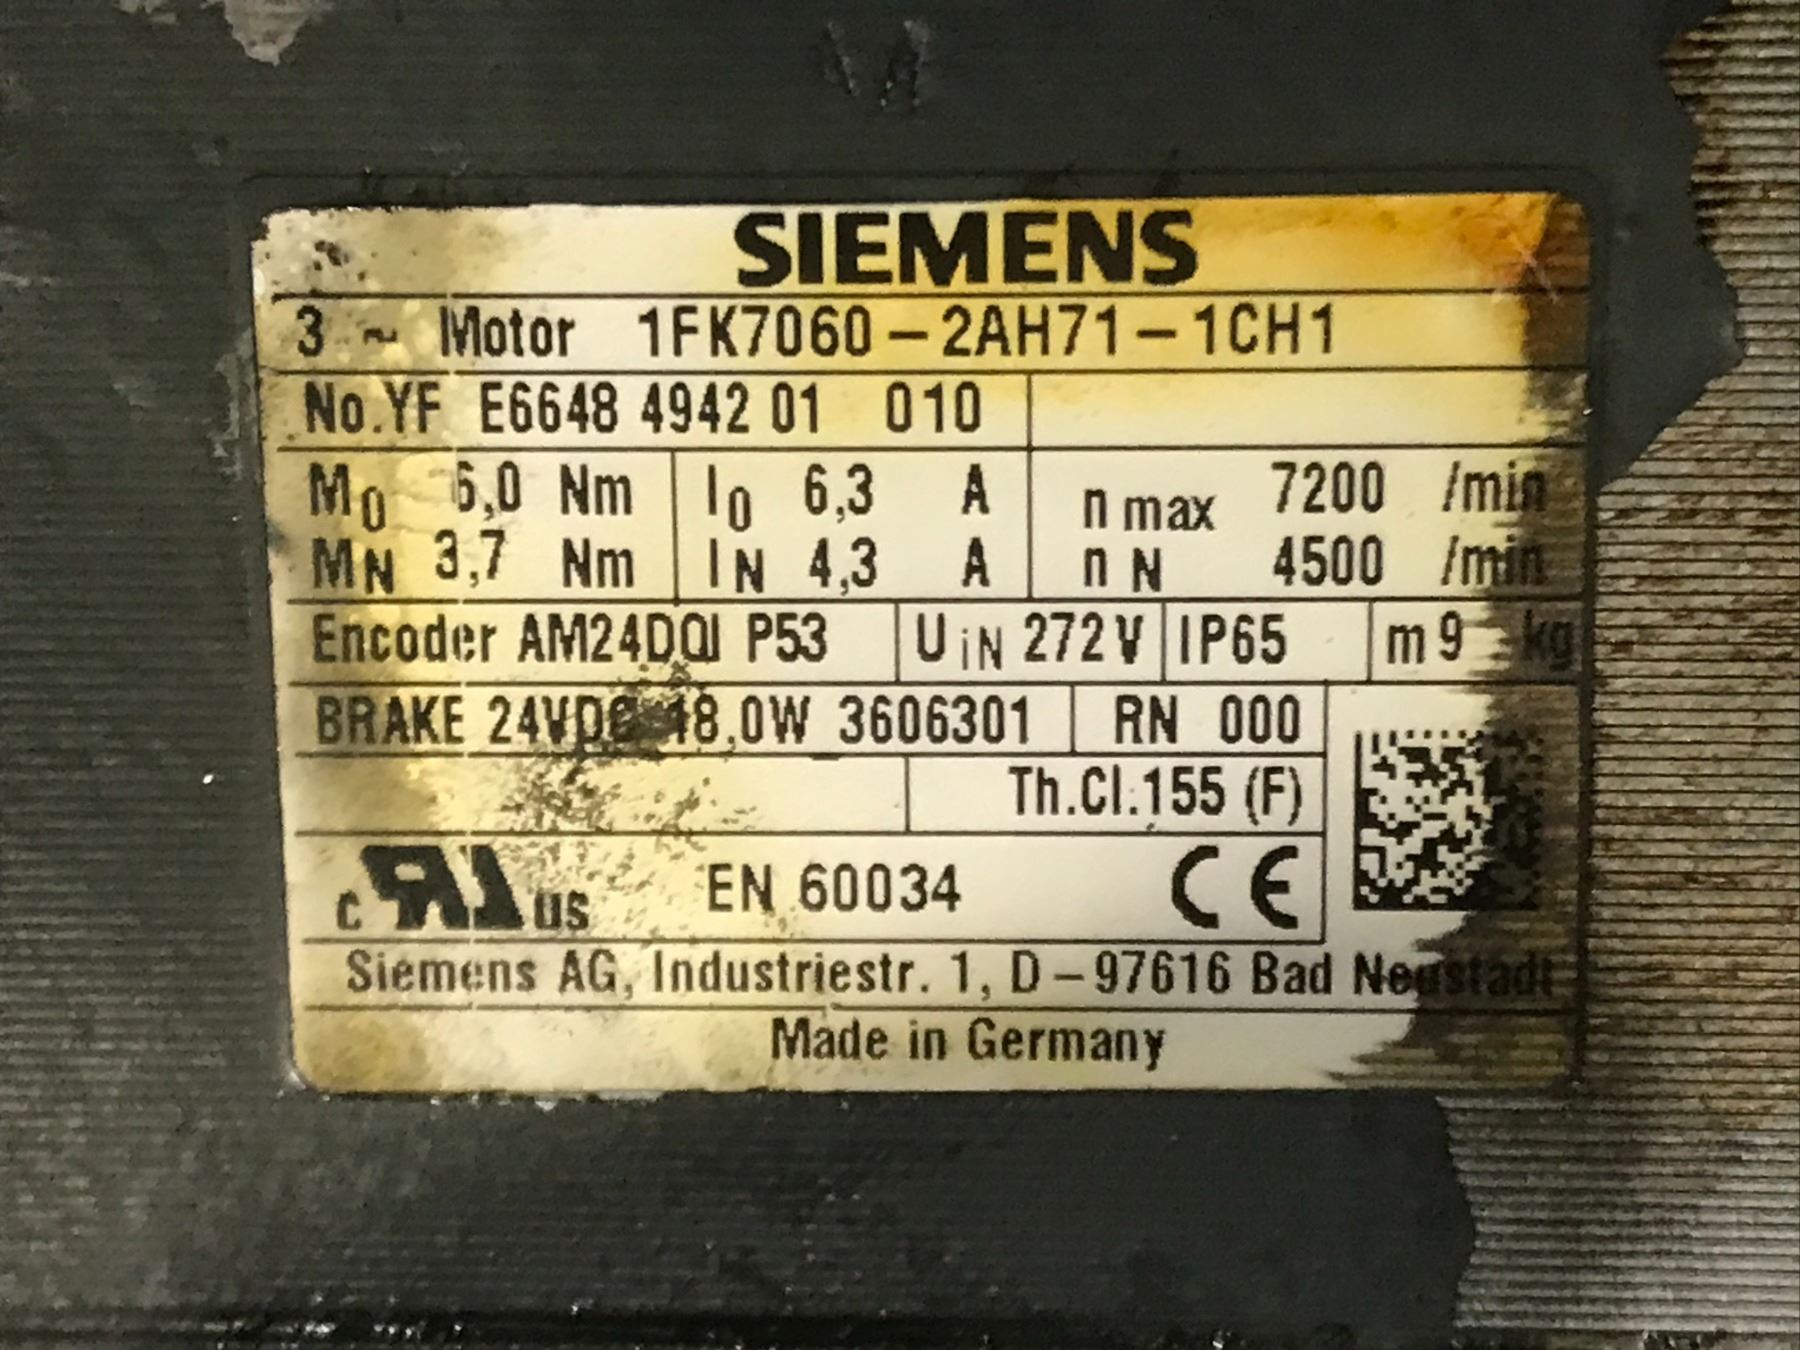 SIEMENS
3 ~ Motor 1FK7060-2AH71-1CH1
No.YF E6648 4942 01 010
M0 6,0 Nm I0 6,3 A n max 7200 /min
MN 3,7 Nm IN 4,3 A n N 4500 /min
Encoder AM24DQI P53 UiN 272V IP65 m 9 kg
BRAKE 24VDC 18,0W 3606301 RN 000
Th.Cl.155 (F)
c RU us EN 60034 CE
Siemens AG, Industriestr. 1, D-97616 Bad Neustadt
Made in Germany